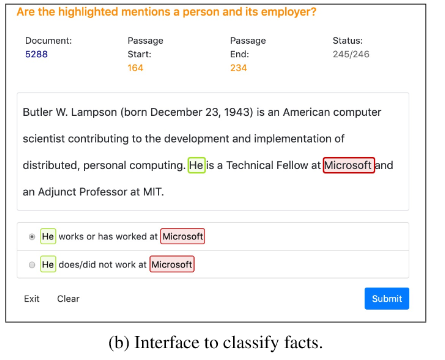 Are the highlighted mentions a person and its employer?
Document: Passage Passage Status:
5288 Start: End: 245/246
164 234
Butler W. Lampson (born December 23, 1943) is an American computer
scientist contributing to the development and implementation of
distributed, personal computing. He is a Technical Fellow at Microsoft and
an Adjunct Professor at MIT.
He works or has worked at Microsoft
He does/did not work at Microsoft
Exit Clear Submit
(b) Interface to classify facts.